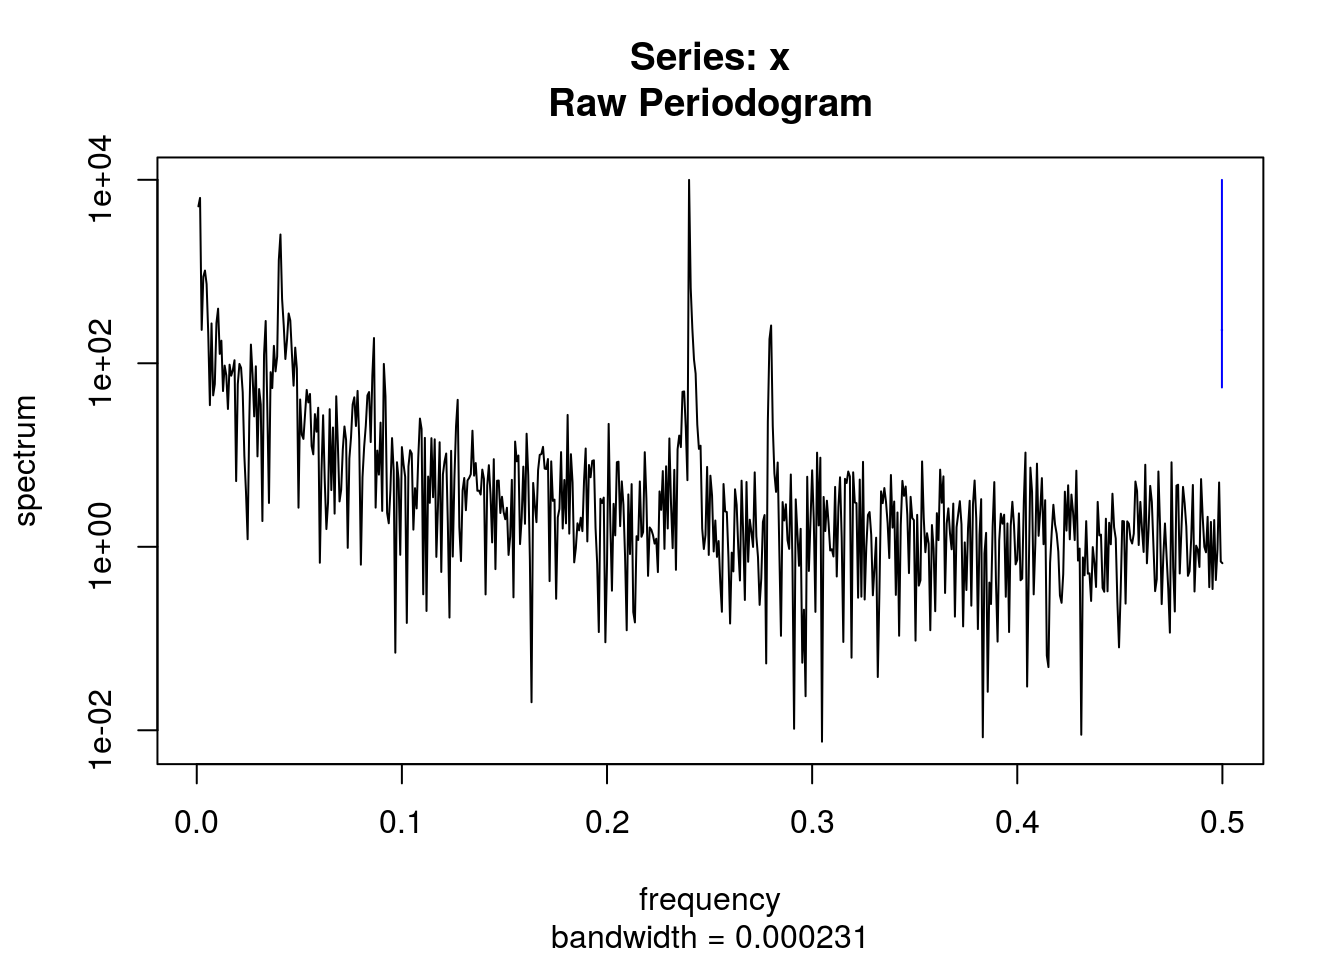 Series: x
Raw Periodogram
spectrum
1e+04
1e+02
1e+00
1e-02
0.0 0.1 0.2 0.3 0.4 0.5
frequency
bandwidth = 0.000231